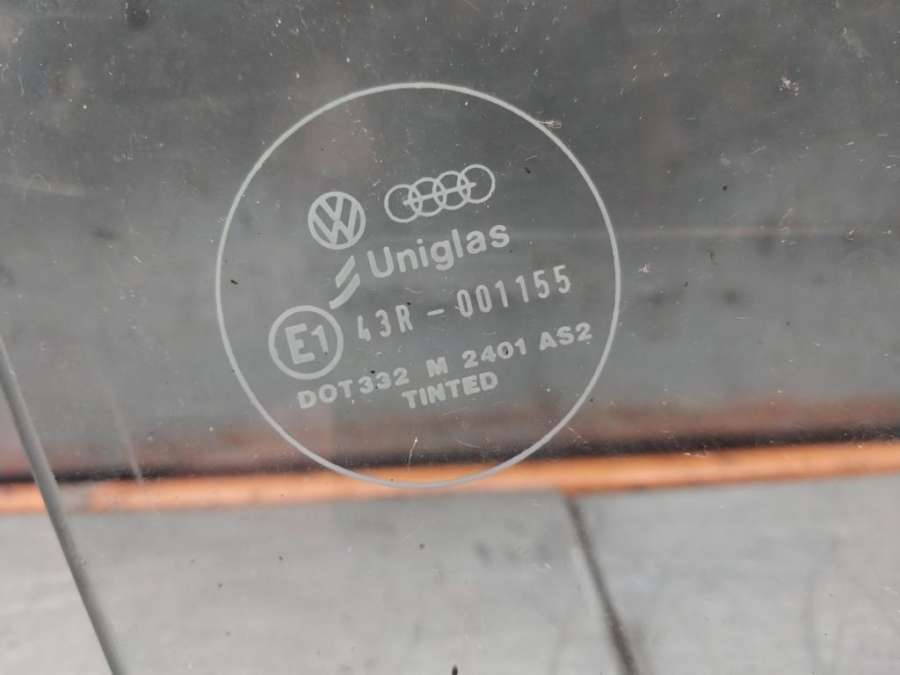 Uniglas
E1 43R - 001155
DOT332 M 2401 AS2
TINTED